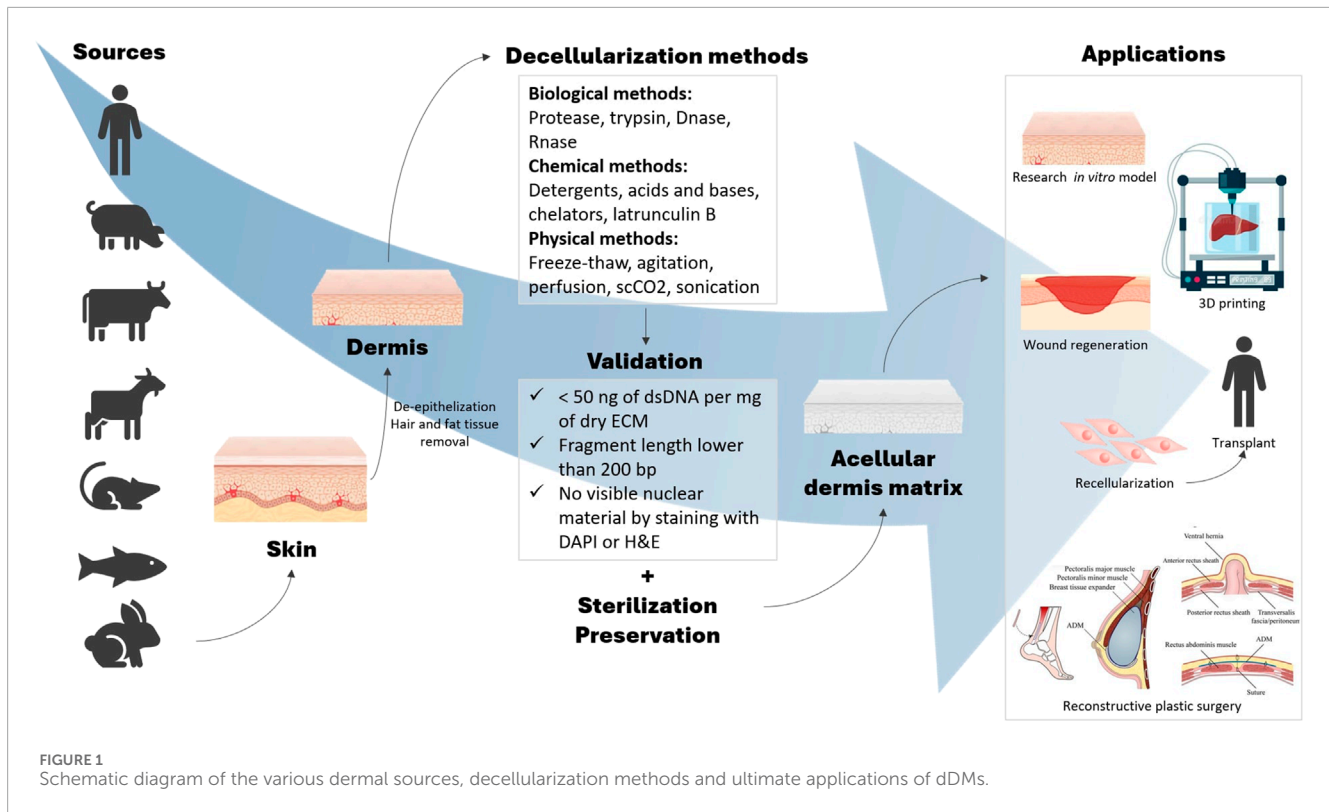 Sources
Skin
De-epithelization
Hair and fat tissue
removal
Dermis
Decellularization methods
Biological methods:
Protease, trypsin, Dnase,
Rnase
Chemical methods:
Detergents, acids and bases,
chelators, latrunculin B
Physical methods:
Freeze-thaw, agitation,
perfusion, scCO2, sonication
Validation
✓ < 50 ng of dsDNA per mg
of dry ECM
✓ Fragment length lower
than 200 bp
✓ No visible nuclear
material by staining with
DAPI or H&E
+
Sterilization
Preservation
Acellular
dermis matrix
Applications
Research in vitro model
3D printing
Wound regeneration
Recellularization
Transplant
Pectoralis major muscle
Pectoralis minor muscle
Breast tissue expander
ADM
Ventral hernia
Anterior rectus sheath
Posterior rectus sheath
Transversalis
fascia/peritoneum
Rectus abdominis muscle
ADM
Suture
Reconstructive plastic surgery
FIGURE 1
Schematic diagram of the various dermal sources, decellularization methods and ultimate applications of dDMs.